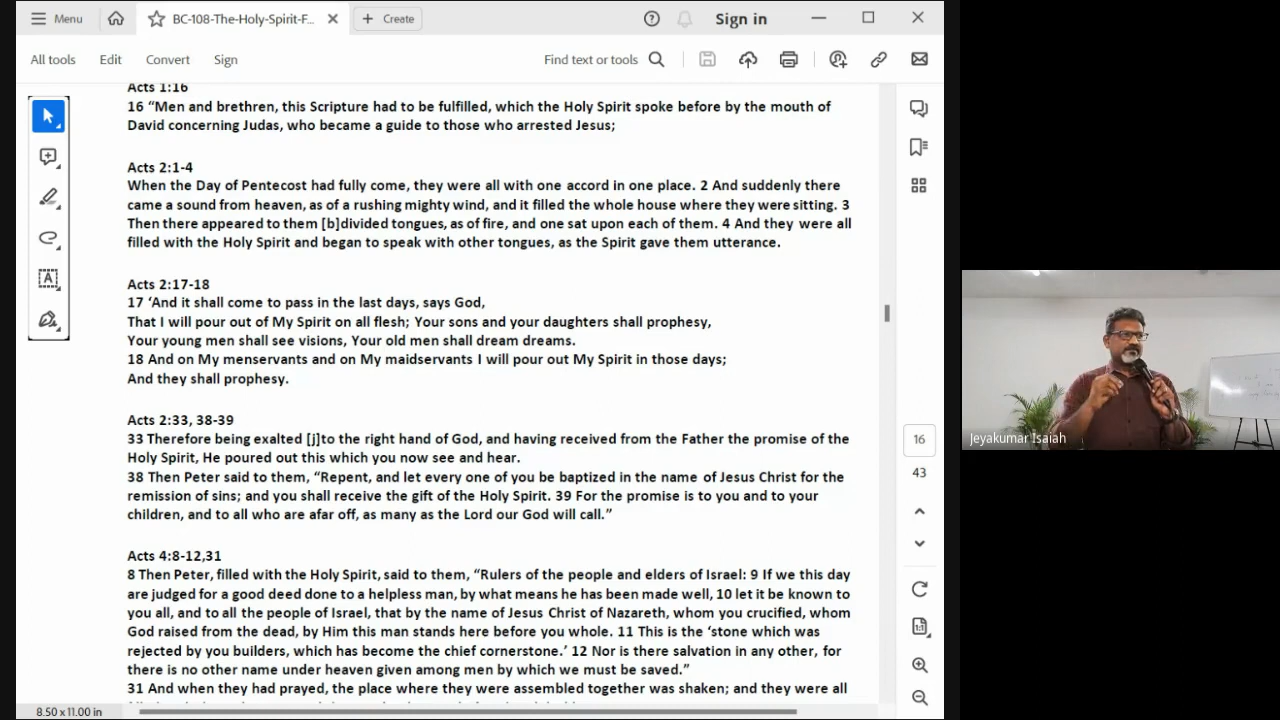 Menu
BC-108-The-Holy-Spirit-F...
Create
Sign in
All tools
Edit
Convert
Sign
Find text or tools
Acts 1:16
16 “Men and brethren, this Scripture had to be fulfilled, which the Holy Spirit spoke before by the mouth of
David concerning Judas, who became a guide to those who arrested Jesus;
Acts 2:1-4
When the Day of Pentecost had fully come, they were all with one accord in one place. 2 And suddenly there
came a sound from heaven, as of a rushing mighty wind, and it filled the whole house where they were sitting. 3
Then there appeared to them [b]divided tongues, as of fire, and one sat upon each of them. 4 And they were all
filled with the Holy Spirit and began to speak with other tongues, as the Spirit gave them utterance.
Acts 2:17-18
17 ‘And it shall come to pass in the last days, says God,
That I will pour out of My Spirit on all flesh; Your sons and your daughters shall prophesy,
Your young men shall see visions, Your old men shall dream dreams.
18 And on My menservants and on My maidservants I will pour out My Spirit in those days;
And they shall prophesy.
Acts 2:33, 38-39
33 Therefore being exalted [j]to the right hand of God, and having received from the Father the promise of the
Holy Spirit, He poured out this which you now see and hear.
38 Then Peter said to them, “Repent, and let every one of you be baptized in the name of Jesus Christ for the
remission of sins; and you shall receive the gift of the Holy Spirit. 39 For the promise is to you and to your
children, and to all who are afar off, as many as the Lord our God will call.”
Acts 4:8-12,31
8 Then Peter, filled with the Holy Spirit, said to them, “Rulers of the people and elders of Israel: 9 If we this day
are judged for a good deed done to a helpless man, by what means he has been made well, 10 let it be known to
you all, and to all the people of Israel, that by the name of Jesus Christ of Nazareth, whom you crucified, whom
God raised from the dead, by Him this man stands here before you whole. 11 This is the ‘stone which was
rejected by you builders, which has become the chief cornerstone.’ 12 Nor is there salvation in any other, for
there is no other name under heaven given among men by which we must be saved.”
31 And when they had prayed, the place where they were assembled together was shaken; and they were all
8.50 x 11.00 in
16
43
Jeyakumar Isaiah